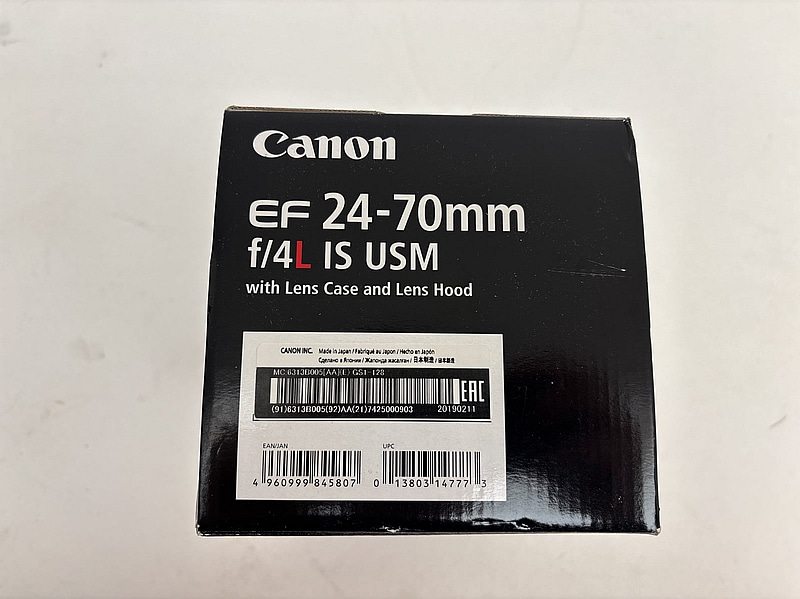 Canon
EF 24-70mm
f/4L IS USM
with Lens Case and Lens Hood
CANON INC. Made in Japan / Fabriqué au Japon / Hecho en Japón
Сделано в Японии / Жапонда жасалган / 日本制造 / 日本製造
MC 6313B005[AA](E) GS1-128
EAC
(91)6313B005(92)AA(21)7425000903 20190211
EAN/JAN UPC
4 960999 845807 0 13803 14777 3